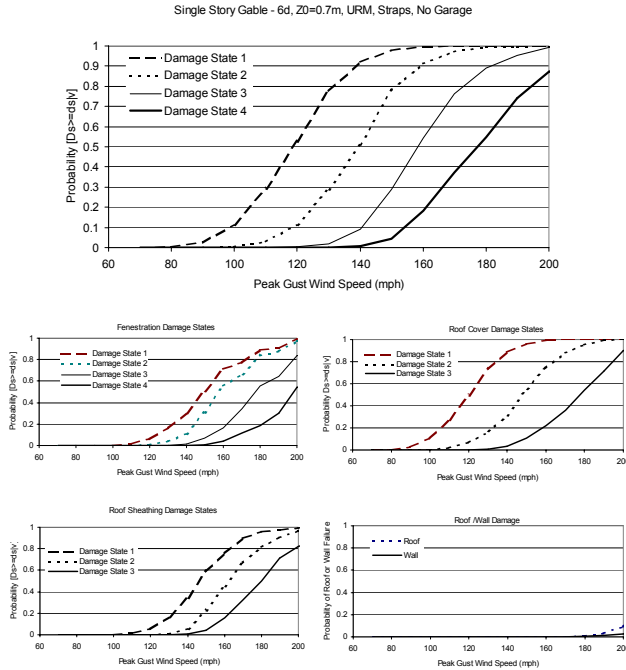 Single Story Gable - 6d, Z0=0.7m, URM, Straps, No Garage
Probability [Ds>=ds|v]
1
0.9
0.8
0.7
0.6
0.5
0.4
0.3
0.2
0.1
0
Damage State 1
Damage State 2
Damage State 3
Damage State 4
60 80 100 120 140 160 180 200
Peak Gust Wind Speed (mph)
Fenestration Damage States
Probability [Ds>=ds|v]
1
0.8
0.6
0.4
0.2
0
Damage State 1
Damage State 2
Damage State 3
Damage State 4
60 80 100 120 140 160 180 200
Peak Gust Wind Speed (mph)
Roof Cover Damage States
Probability Ds>=ds|v]
1
0.8
0.6
0.4
0.2
0
Damage State 1
Damage State 2
Damage State 3
60 80 100 120 140 160 180 200
Peak Gust Wind Speed (mph)
Roof Sheathing Damage States
Probability [Ds>=ds|v]
1
0.8
0.6
0.4
0.2
0
Damage State 1
Damage State 2
Damage State 3
60 80 100 120 140 160 180 200
Peak Gust Wind Speed (mph)
Roof /Wall Damage
Probablity of Roof or Wall Failure
1
0.8
0.6
0.4
0.2
0
Roof
Wall
60 80 100 120 140 160 180 200
Peak Gust Wind Speed (mph)